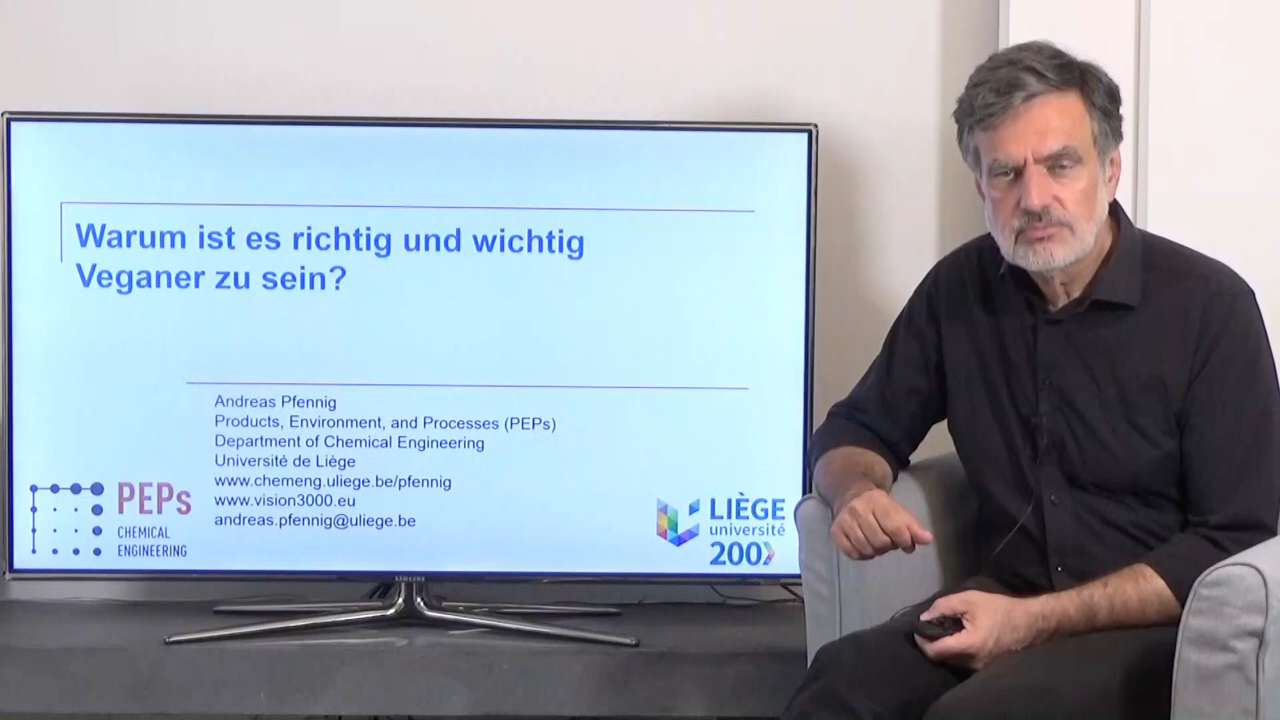 Warum ist es richtig und wichtig
Veganer zu sein?
Andreas Pfennig
Products, Environment, and Processes (PEPs)
Department of Chemical Engineering
Université de Liège
www.chemeng.uliege.be/pfennig
www.vision3000.eu
andreas.pfennig@uliege.be
PEPs
CHEMICAL
ENGINEERING
LIÈGE
université
200
SAMSUNG